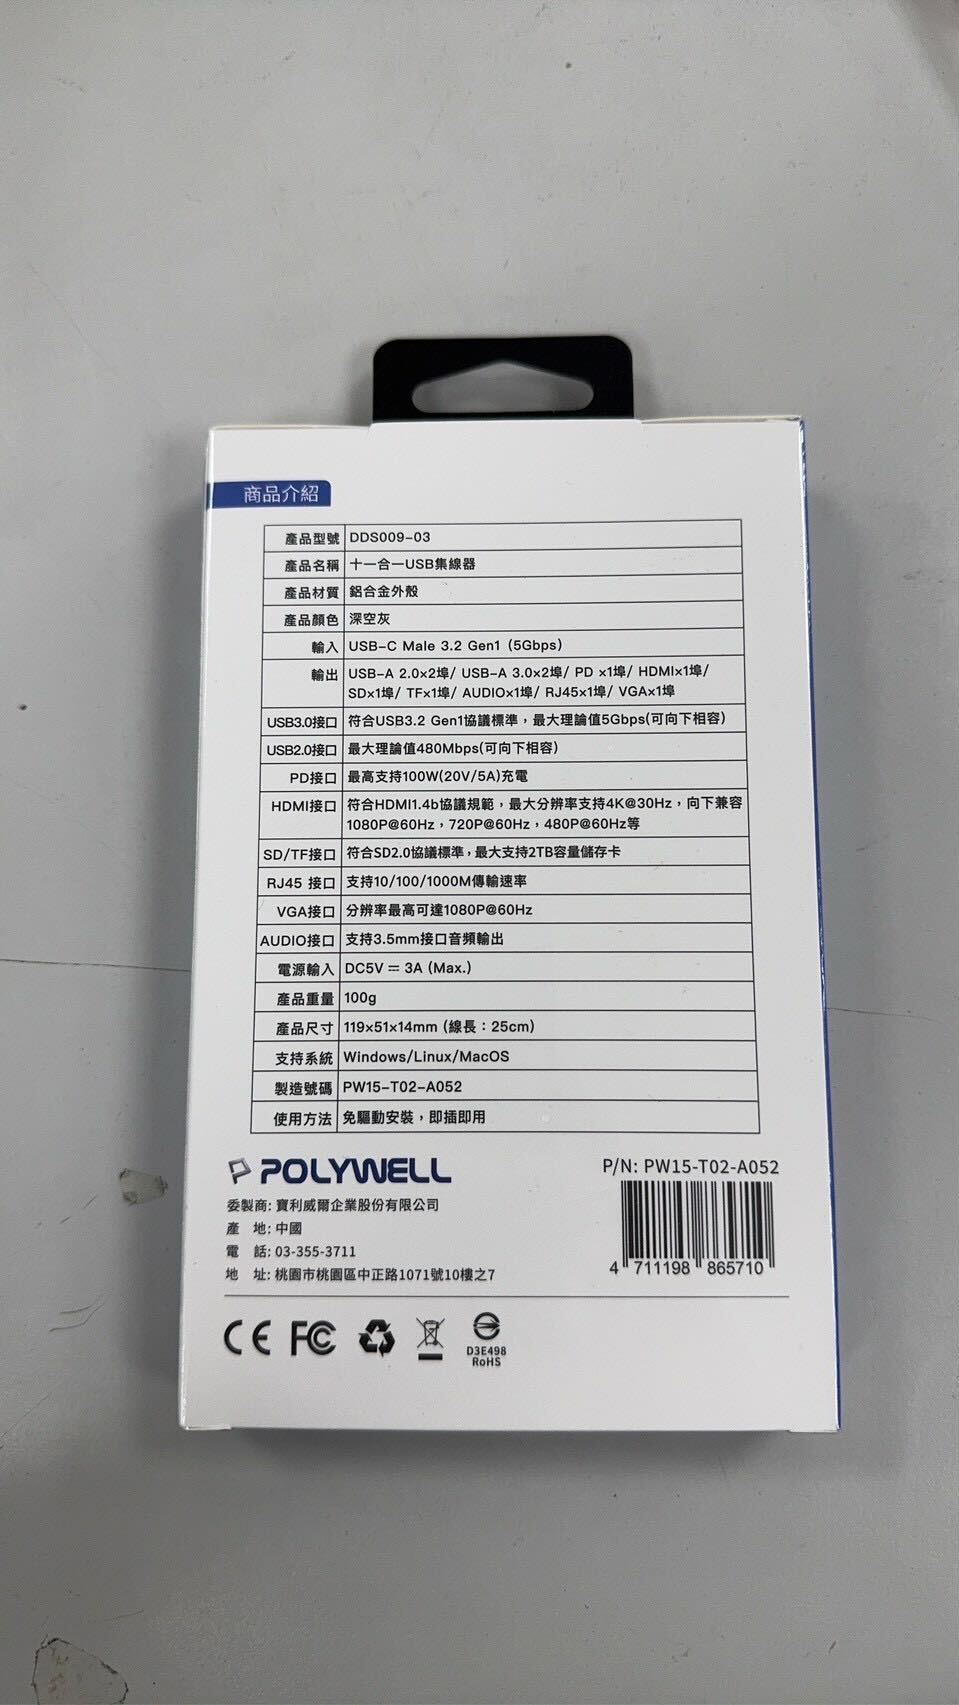 商品介紹
產品型號 DDS009-03
產品名稱 十一合一USB集線器
產品材質 鋁合金外殼
產品顏色 深空灰
輸入 USB-C Male 3.2 Gen1 (5Gbps)
輸出 USB-A 2.0×2埠/ USB-A 3.0×2埠/ PD ×1埠/ HDMI×1埠/
SD×1埠/ TF×1埠/ AUDIO×1埠/ RJ45×1埠/ VGA×1埠
USB3.0接口 符合USB3.2 Gen1協議標準，最大理論值5Gbps(可向下相容)
USB2.0接口 最大理論值480Mbps(可向下相容)
PD接口 最高支持100W(20V/5A)充電
HDMI接口 符合HDMI1.4b協議規範，最大分辨率支持4K@30Hz，向下兼容
1080P@60Hz，720P@60Hz，480P@60Hz等
SD/TF接口 符合SD2.0協議標準，最大支持2TB容量儲存卡
RJ45 接口 支持10/100/1000M傳輸速率
VGA接口 分辨率最高可達1080P@60Hz
AUDIO接口 支持3.5mm接口音頻輸出
電源輸入 DC5V ⎓ 3A (Max.)
產品重量 100g
產品尺寸 119×51×14mm (線長：25cm)
支持系統 Windows/Linux/MacOS
製造號碼 PW15-T02-A052
使用方法 免驅動安裝，即插即用
POLYWELL
P/N: PW15-T02-A052
委製商: 寶利威爾企業股份有限公司
產 地: 中國
電 話: 03-355-3711
地 址: 桃園市桃園區中正路1071號10樓之7
4 711198 865710
CE FC
D3E498
RoHS